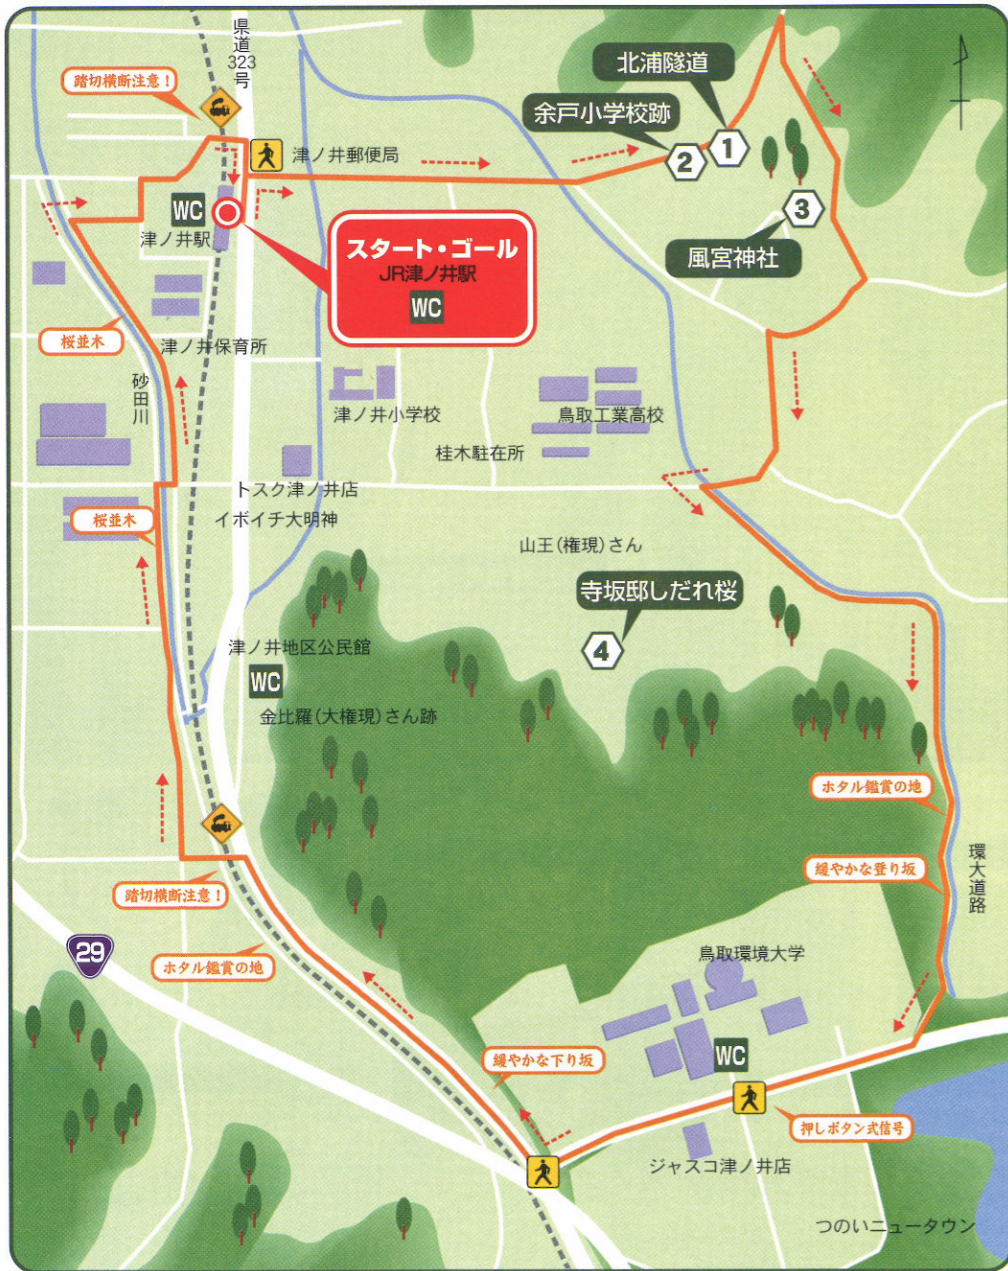 県道
323
号
踏切横断注意！
北浦隧道
余戸小学校跡
1
2
津ノ井郵便局
3
WC
津ノ井駅
スタート・ゴール
JR津ノ井駅
WC
風宮神社
桜並木
津ノ井保育所
砂田川
津ノ井小学校
鳥取工業高校
桂木駐在所
トスク津ノ井店
桜並木
イボイチ大明神
山王(権現)さん
寺坂邸しだれ桜
4
津ノ井地区公民館
WC
金比羅(大権現)さん跡
ホタル鑑賞の地
環大道路
緩やかな登り坂
踏切横断注意！
29
ホタル鑑賞の地
鳥取環境大学
緩やかな下り坂
WC
押しボタン式信号
ジャスコ津ノ井店
つのいニュータウン